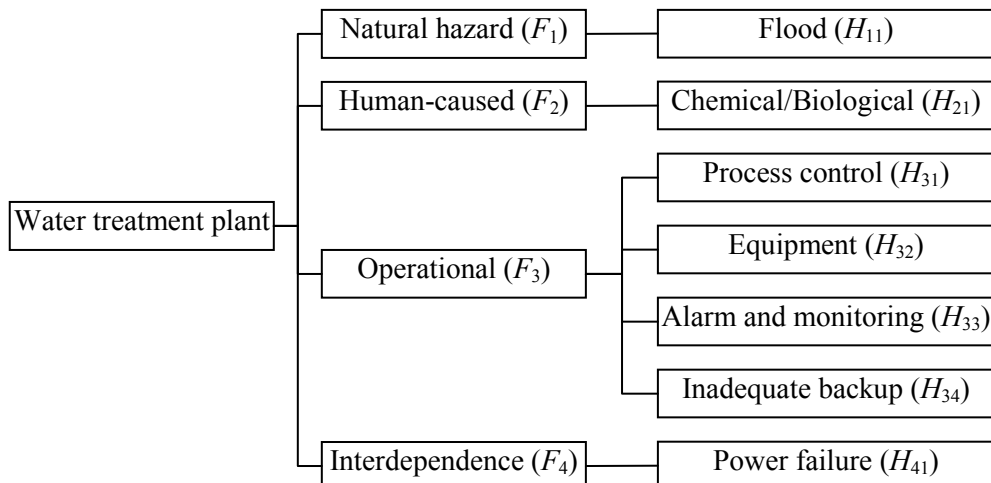 Natural hazard (F₁)
Flood (H₁₁)
Human-caused (F₂)
Chemical/Biological (H₂₁)
Process control (H₃₁)
Water treatment plant
Equipment (H₃₂)
Operational (F₃)
Alarm and monitoring (H₃₃)
Inadequate backup (H₃₄)
Interdependence (F₄)
Power failure (H₄₁)